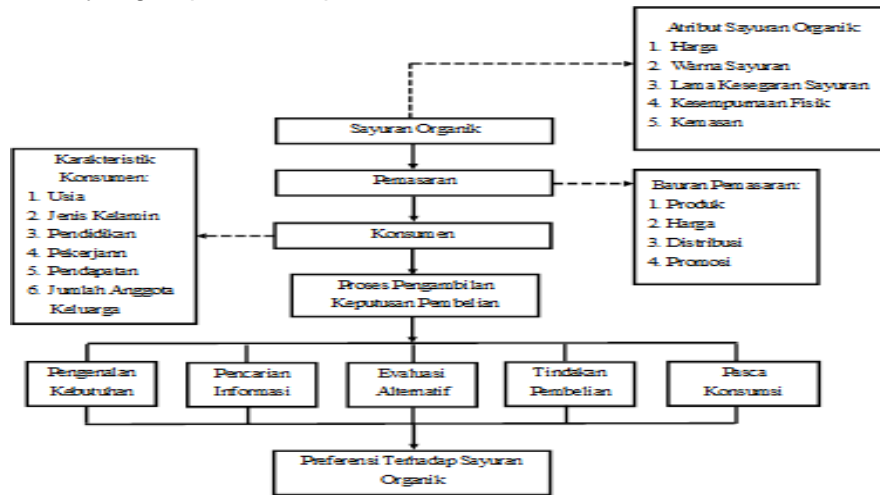 Atribut Sayuran Organik:
1. Harga
2. Warna Sayuran
3. Lama Kesegaran Sayuran
4. Kesempurnaan Fisik
5. Kemasan
Sayuran Organik
Karakteristik
Konsumen:
1. Usia
2. Jenis Kelamin
3. Pendidikan
4. Pekerjann
5. Pendapatan
6. Jumlah Anggota
Keluarga
Pemasaran
Bauran Pemasaran:
1. Produk
2. Harga
3. Distribusi
4. Promosi
Konsumen
Proses Pengambilan
Keputusan Pembelian
Pengenalan
Kebutuhan
Pencarian
Informasi
Evaluasi
Alternatif
Tindakan
Pembelian
Pasca
Konsumsi
Preferensi Terhadap Sayuran
Organik